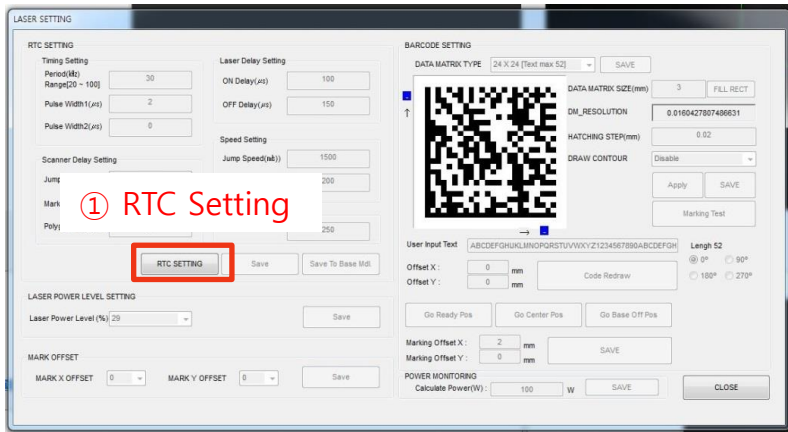 LASER SETTING
RTC SETTING
Timing Setting
Period(㎑)
Range[20 ~ 100]
30
Pulse Width1(㎲)
2
Pulse Width2(㎲)
0
Laser Delay Setting
ON Delay(㎲)
100
OFF Delay(㎲)
150
Speed Setting
Jump Speed(㎜/s)
1500
200
250
Scanner Delay Setting
Jump
Mark
Polyg
① RTC Setting
RTC SETTING
Save
Save To Base Mdl
LASER POWER LEVEL SETTING
Laser Power Level (%)
29
Save
MARK OFFSET
MARK X OFFSET
0
MARK Y OFFSET
0
Save
BARCODE SETTING
DATA MATRIX TYPE
24 X 24 [Text max 52]
SAVE
DATA MATRIX SIZE(mm)
3
FILL RECT
DM_RESOLUTION
0.0160427807486631
HATCHING STEP(mm)
0.02
DRAW CONTOUR
Disable
Apply
SAVE
Marking Test
↑
→
User Input Text
ABCDEFGHIJKLMNOPQRSTUVWXYZ1234567890ABCDEFGH
Lengh 52
0º
90º
180º
270º
Offset X :
0
mm
Offset Y :
0
mm
Code Redraw
Go Ready Pos
Go Center Pos
Go Base Off Pos
Marking Offset X :
2
mm
Marking Offset Y :
0
mm
SAVE
POWER MONITORING
Calculate Power(W) :
100
W
SAVE
CLOSE